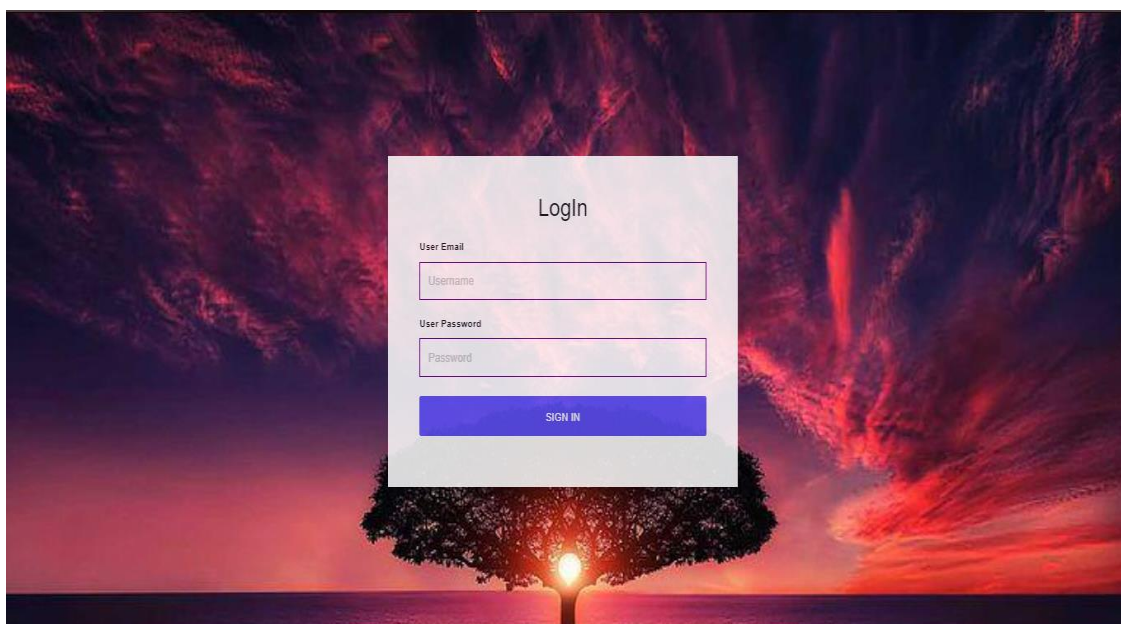 LogIn
User Email
Username
User Password
Password
SIGN IN